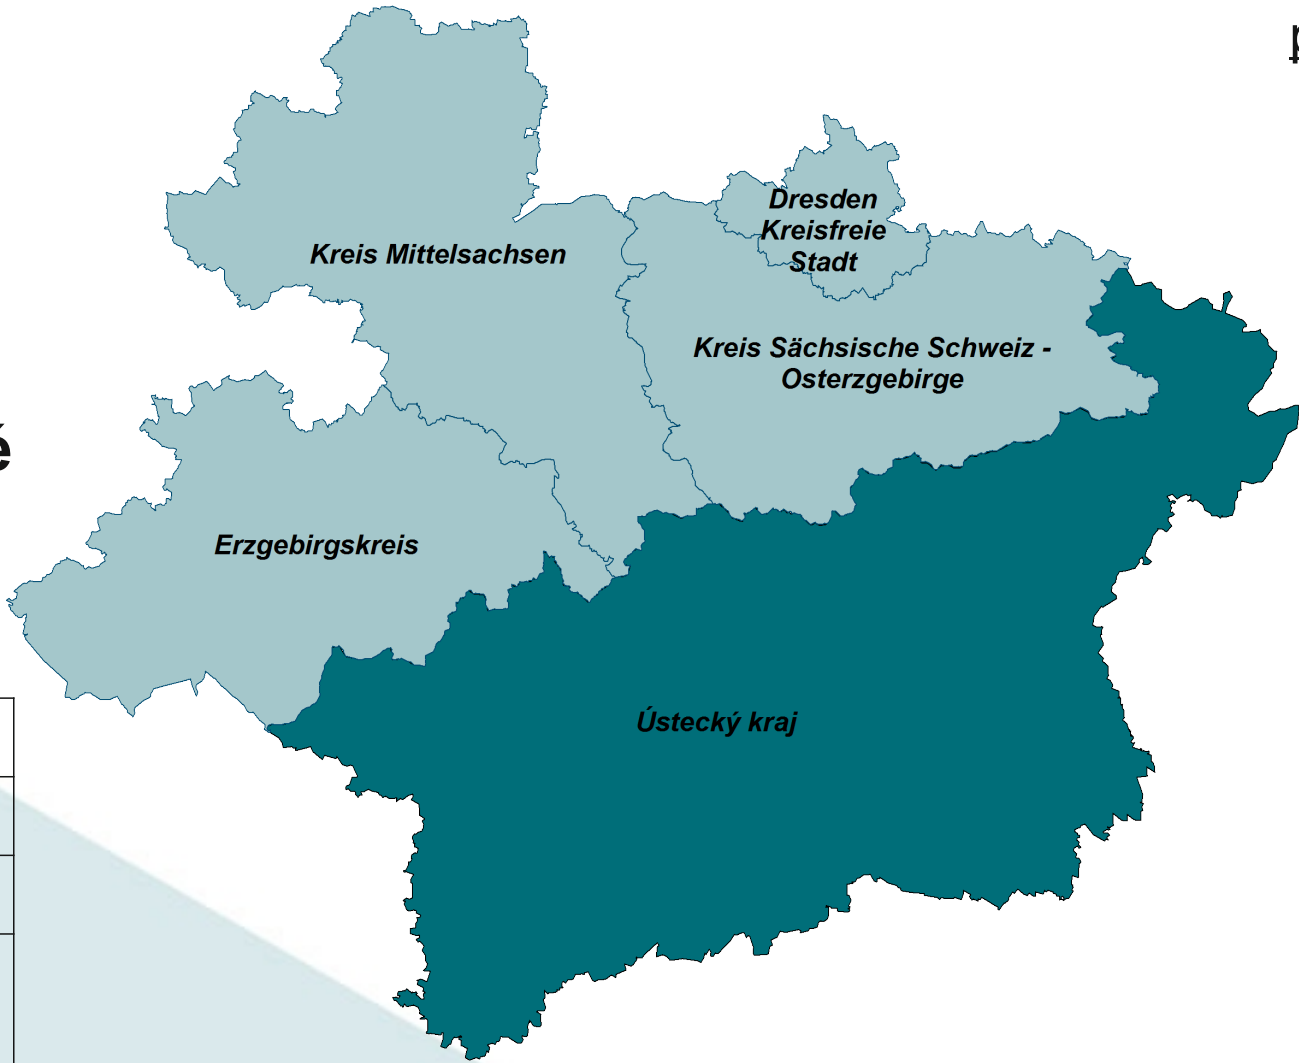 Dresden
Kreisfreie
Stadt
Kreis Mittelsachsen
Kreis Sächsische Schweiz -
Osterzgebirge
Erzgebirgskreis
Ústecký kraj